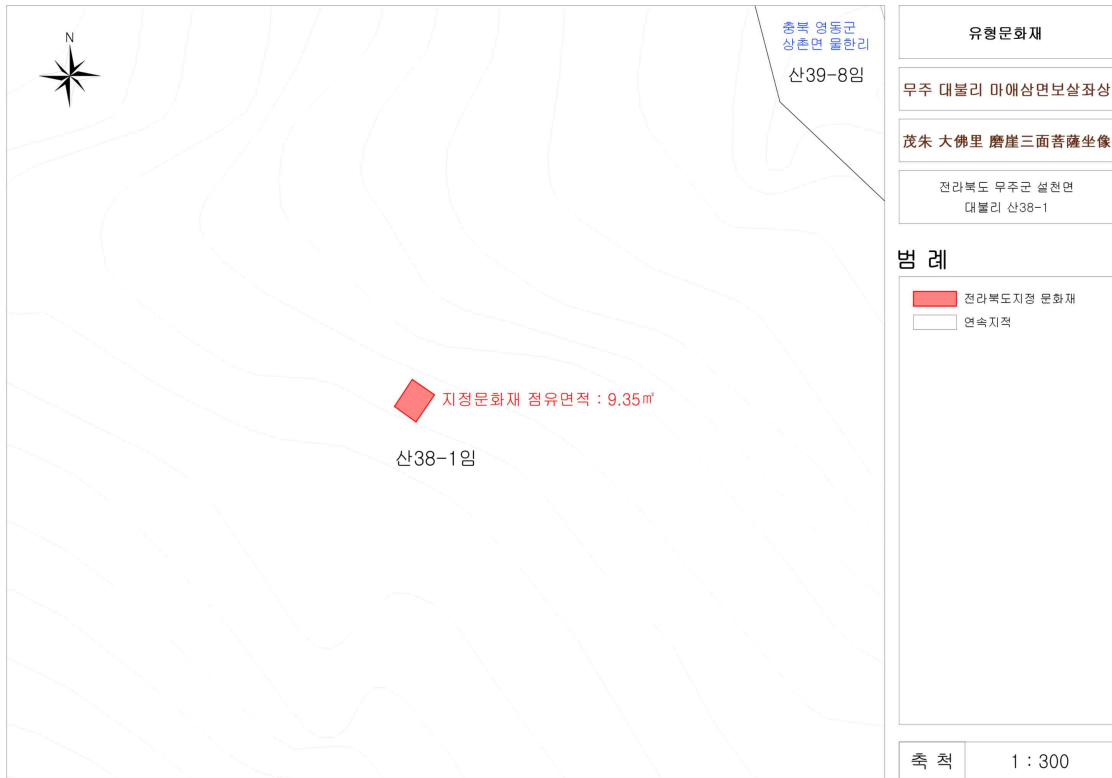 N
충북 영동군
상촌면 물한리
산39-8임
지정문화재 점유면적 : 9.35㎡
산38-1임
유형문화재
무주 대불리 마애삼면보살좌상
茂朱 大佛里 磨崖三面菩薩坐像
전라북도 무주군 설천면
대불리 산38-1
범 례
전라북도지정 문화재
연속지적
축 척 1 : 300